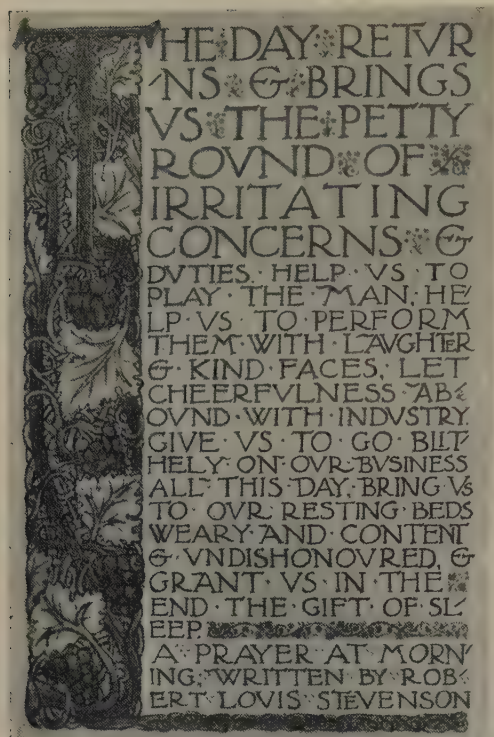 THE DAY RETVR
NS & BRINGS
VS THE PETTY
ROVND OF
IRRITATING
CONCERNS &
DVTIES. HELP · VS · TO
PLAY · THE · MAN, HE
LP · VS · TO · PERFORM
THEM · WITH · LAVGHTER
& · KIND · FACES, · LET
CHEERFVLNESS · AB
OVND · WITH · INDVSTRY.
GIVE · VS · TO · GO · BLIT
HELY · ON · OVR · BVSINESS
ALL · THIS · DAY, · BRING · VS
TO · OVR · RESTING · BEDS
WEARY · AND · CONTENT
& · VNDISHONOVRED, &
GRANT · VS · IN · THE
END · THE · GIFT · OF · SL
EEP.
A · PRAYER · AT · MORN
ING; WRITTEN · BY · ROB
ERT · LOVIS · STEVENSON